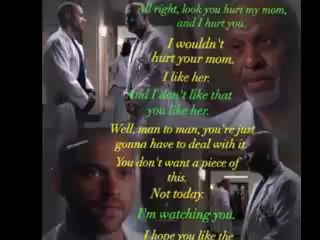 All right, look you hurt my mom,
and I hurt you.
I wouldn't
hurt your mom.
I like her.
And I don't like that
you like her.
Well, man to man, you're just
gonna have to deal with it.
You don't want a piece of
this.
Not today.
I'm watching you.
I hope you like the